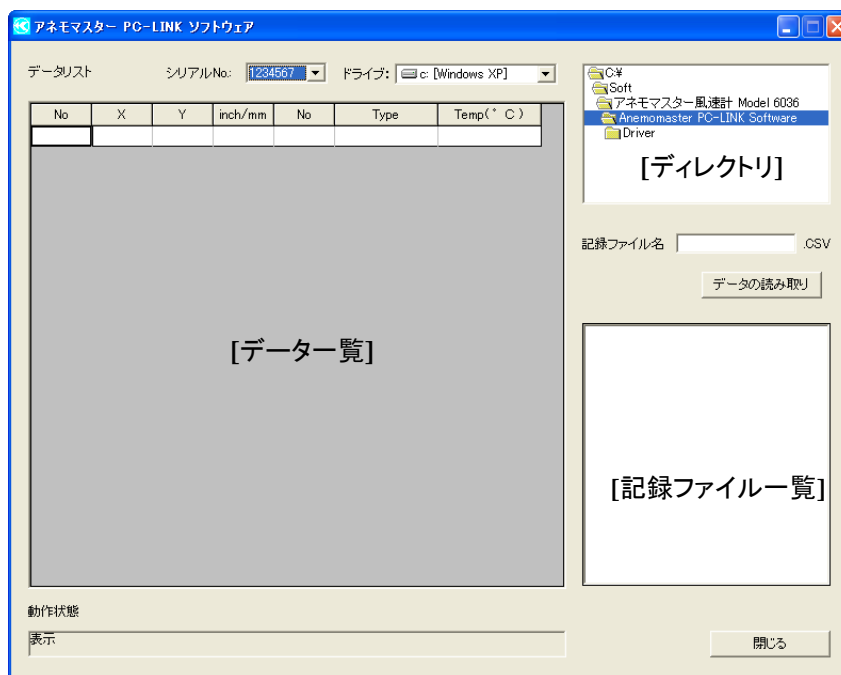 アネモマスター PC-LINK ソフトウェア
データリスト シリアルNo.: 1234567 ドライブ: c: [Windows XP]
No X Y inch/mm No Type Temp(ﾟC)
C:¥
Soft
アネモマスター風速計 Model 6036
Anemomaster PC-LINK Software
Driver
[ディレクトリ]
記録ファイル名 .CSV
データの読み取り
[データ一覧]
[記録ファイル一覧]
動作状態
表示
閉じる